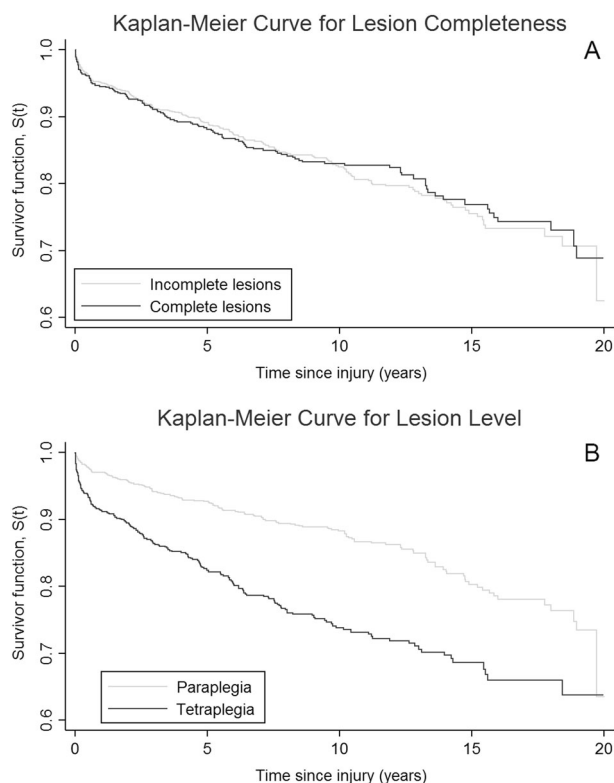 Kaplan-Meier Curve for Lesion Completeness
A
Survivor function, S(t)
1.0
0.9
0.8
0.7
0.6
Incomplete lesions
Complete lesions
0 5 10 15 20
Time since injury (years)
Kaplan-Meier Curve for Lesion Level
B
Survivor function, S(t)
1.0
0.9
0.8
0.7
0.6
Paraplegia
Tetraplegia
0 5 10 15 20
Time since injury (years)